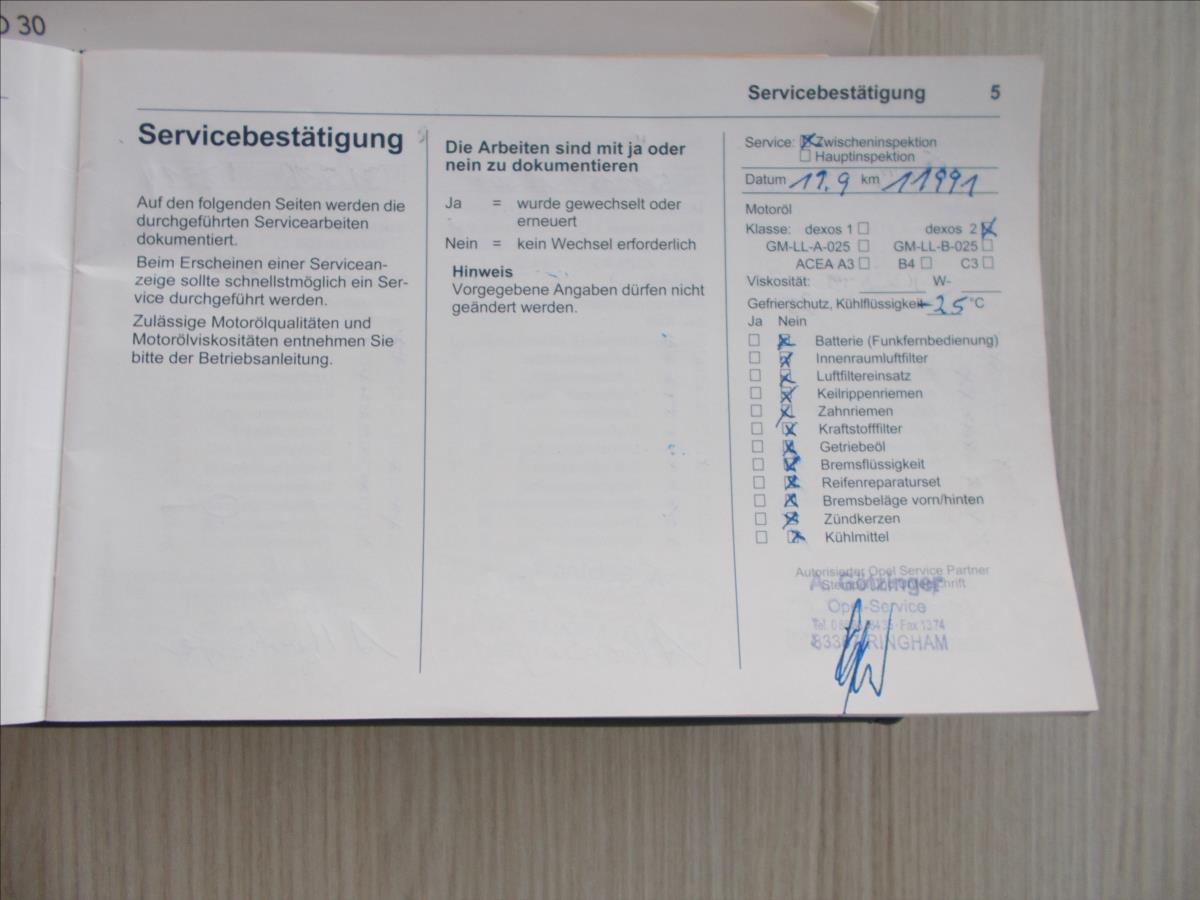 D 30
Servicebestätigung 5
Servicebestätigung
Auf den folgenden Seiten werden die
durchgeführten Servicearbeiten
dokumentiert.
Beim Erscheinen einer Servicean-
zeige sollte schnellstmöglich ein Ser-
vice durchgeführt werden.
Zulässige Motorölqualitäten und
Motorölviskositäten entnehmen Sie
bitte der Betriebsanleitung.
Die Arbeiten sind mit ja oder
nein zu dokumentieren
Ja = wurde gewechselt oder
erneuert
Nein = kein Wechsel erforderlich
Hinweis
Vorgegebene Angaben dürfen nicht
geändert werden.
Service: Zwischeninspektion
Hauptinspektion
Datum 19.9 km 11991
Motoröl
Klasse: dexos 1 dexos 2
GM-LL-A-025 GM-LL-B-025
ACEA A3 B4 C3
Viskosität: W-
Gefrierschutz, Kühlflüssigkeit -25 °C
Ja Nein
Batterie (Funkfernbedienung)
Innenraumluftfilter
Luftfiltereinsatz
Keilrippenriemen
Zahnriemen
Kraftstofffilter
Getriebeöl
Bremsflüssigkeit
Reifenreparaturset
Bremsbeläge vorn/hinten
Zündkerzen
Kühlmittel
Autorisierter Opel Service Partner
A. Götzinger
Opel-Service
Fax 1374
RINGHAM